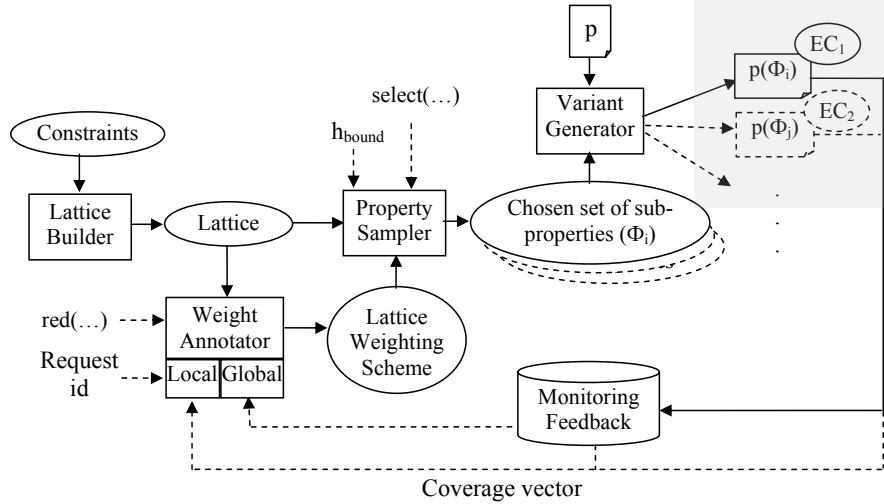 p
EC₁
p(Φᵢ)
EC₂
p(Φⱼ)
select(…)
Variant
Generator
Constraints
h_bound
Lattice
Builder
Lattice
Property
Sampler
Chosen set of sub-
properties (Φᵢ)
red(…)
Weight
Annotator
Lattice
Weighting
Scheme
Request
id
Local
Global
Monitoring
Feedback
Coverage vector